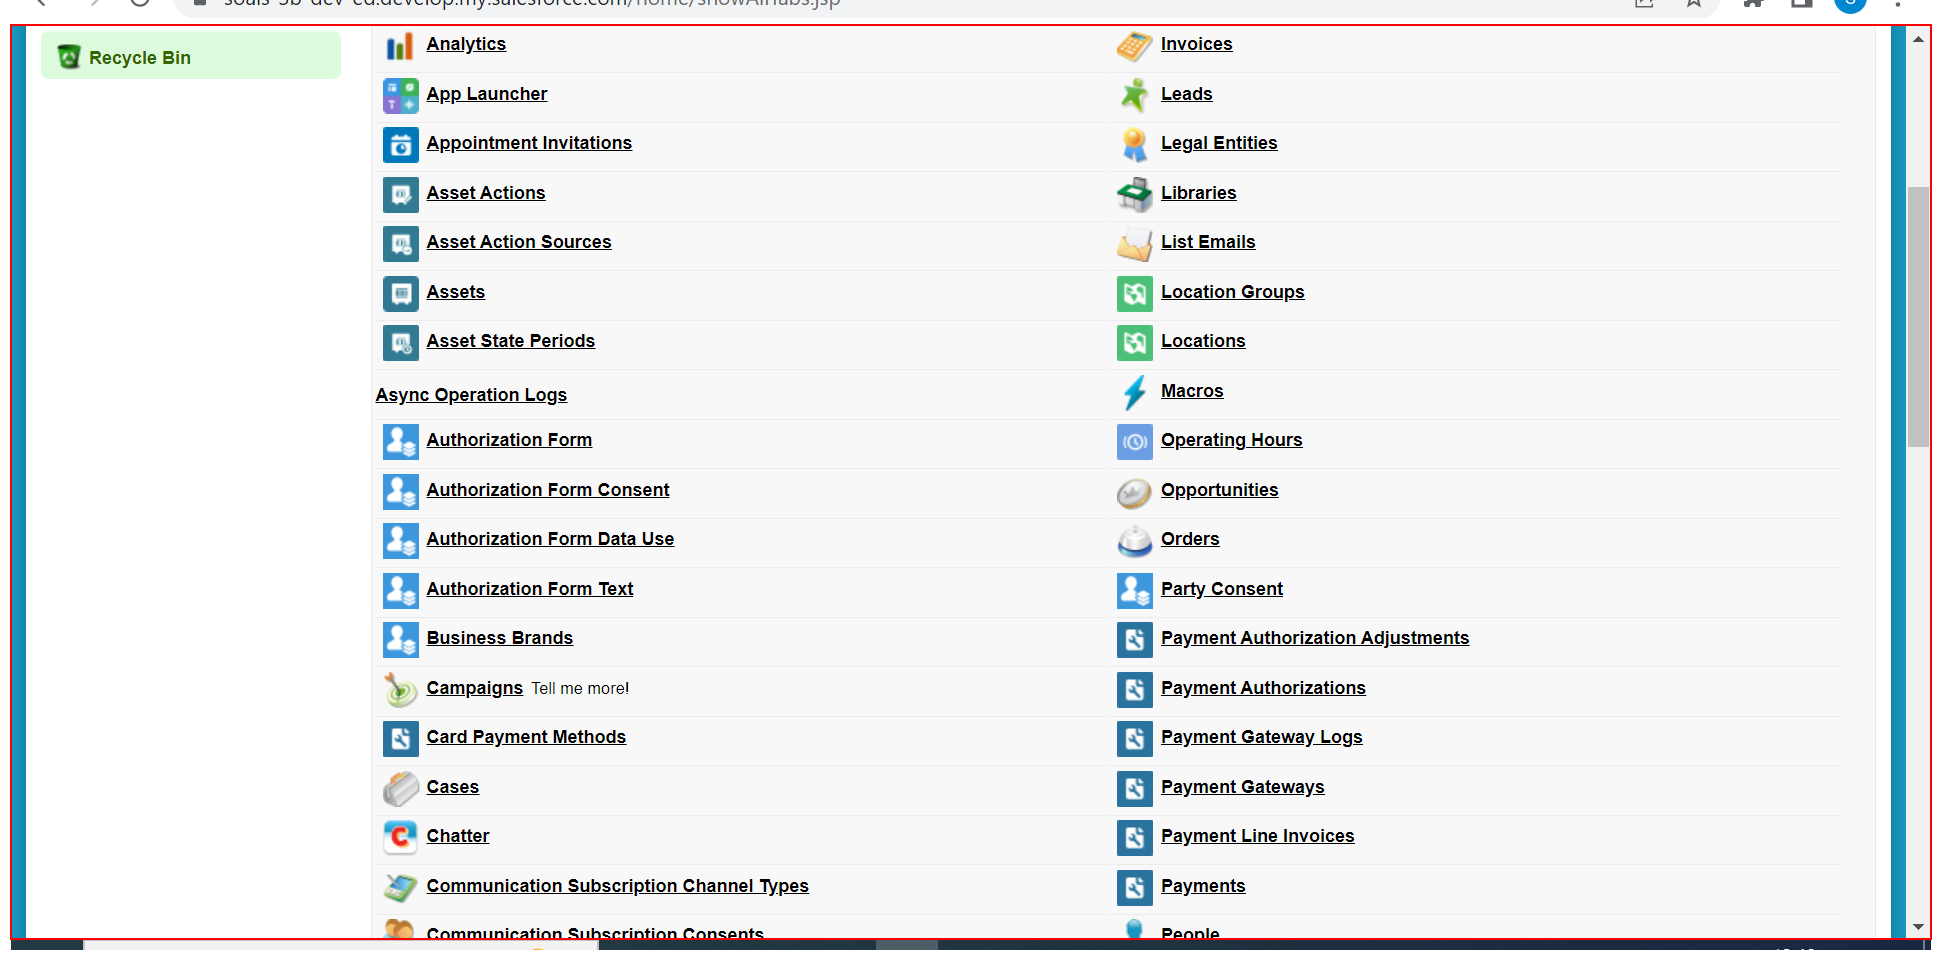 Recycle Bin
Analytics
App Launcher
Appointment Invitations
Asset Actions
Asset Action Sources
Assets
Asset State Periods
Async Operation Logs
Authorization Form
Authorization Form Consent
Authorization Form Data Use
Authorization Form Text
Business Brands
Campaigns Tell me more!
Card Payment Methods
Cases
Chatter
Communication Subscription Channel Types
Communication Subscription Consents
Invoices
Leads
Legal Entities
Libraries
List Emails
Location Groups
Locations
Macros
Operating Hours
Opportunities
Orders
Party Consent
Payment Authorization Adjustments
Payment Authorizations
Payment Gateway Logs
Payment Gateways
Payment Line Invoices
Payments
People